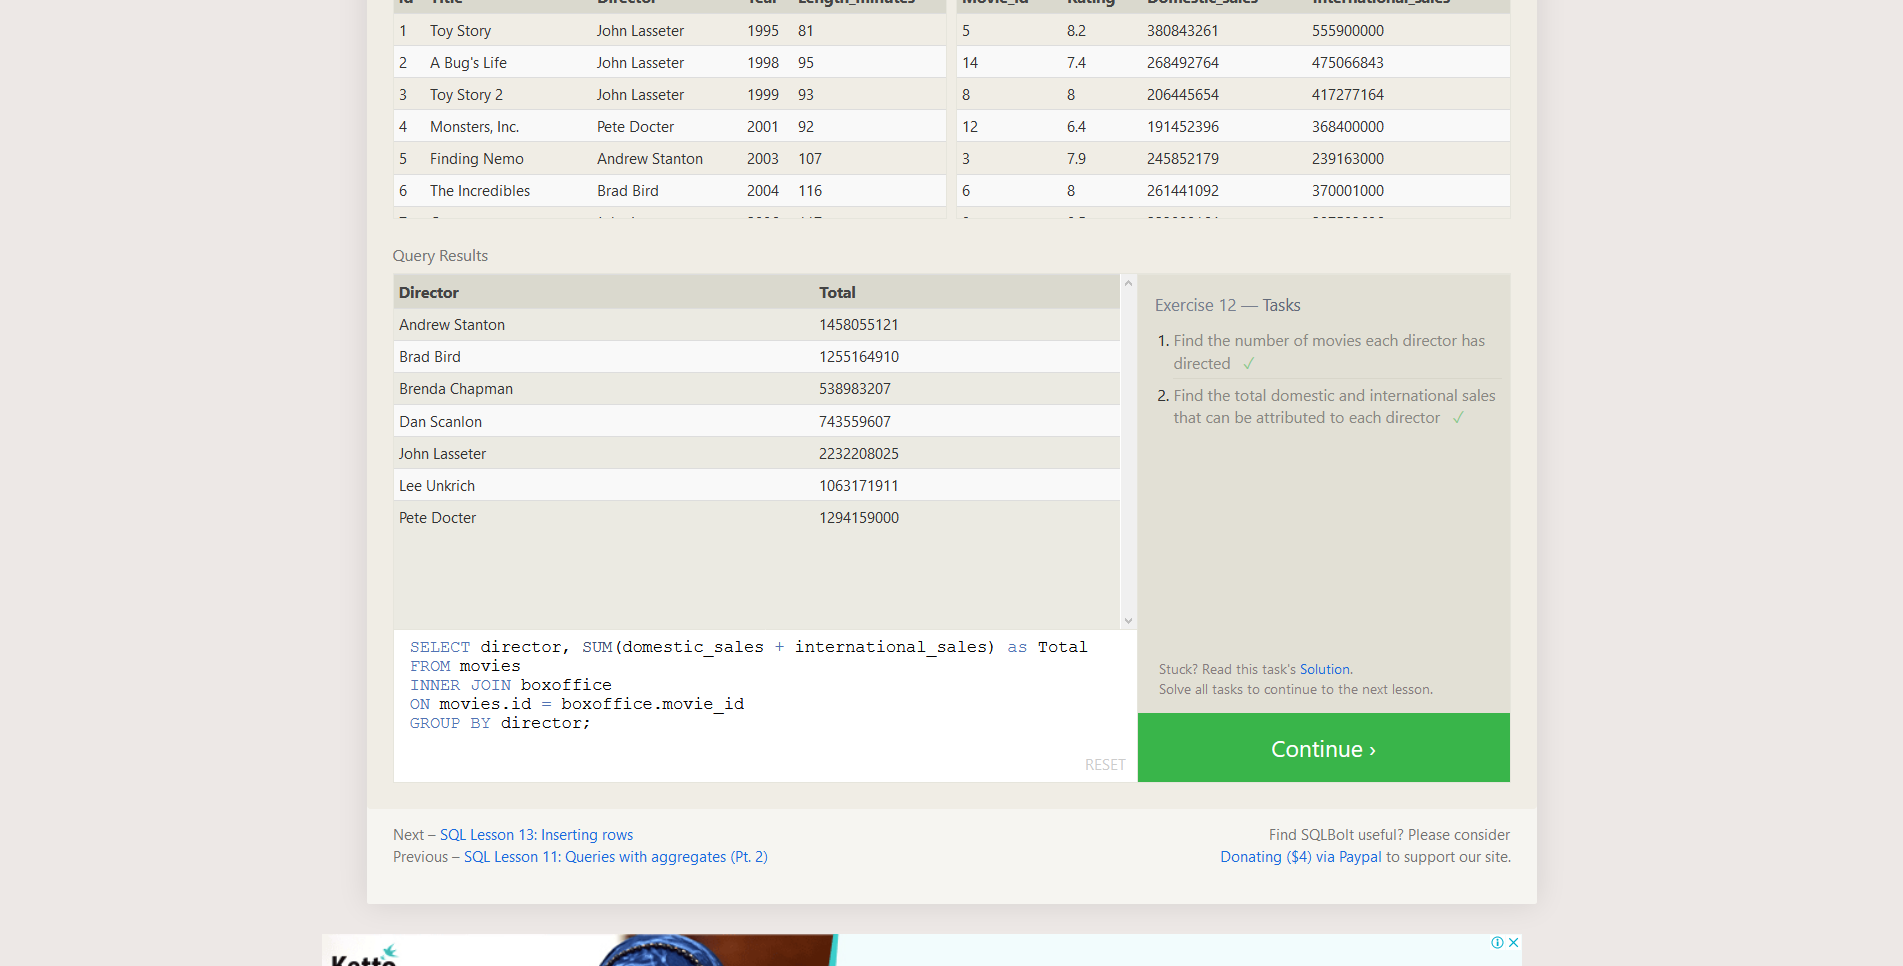 Id Title Director Year Length_minutes
1 Toy Story John Lasseter 1995 81
2 A Bug's Life John Lasseter 1998 95
3 Toy Story 2 John Lasseter 1999 93
4 Monsters, Inc. Pete Docter 2001 92
5 Finding Nemo Andrew Stanton 2003 107
6 The Incredibles Brad Bird 2004 116
Movie_id Rating Domestic_sales International_sales
5 8.2 380843261 555900000
14 7.4 268492764 475066843
8 8 206445654 417277164
12 6.4 191452396 368400000
3 7.9 245852179 239163000
6 8 261441092 370001000
Query Results
Director Total
Andrew Stanton 1458055121
Brad Bird 1255164910
Brenda Chapman 538983207
Dan Scanlon 743559607
John Lasseter 2232208025
Lee Unkrich 1063171911
Pete Docter 1294159000
SELECT director, SUM(domestic_sales + international_sales) as Total
FROM movies
INNER JOIN boxoffice
ON movies.id = boxoffice.movie_id
GROUP BY director;
RESET
Exercise 12 — Tasks
1. Find the number of movies each director has
directed ✓
2. Find the total domestic and international sales
that can be attributed to each director ✓
Stuck? Read this task's Solution.
Solve all tasks to continue to the next lesson.
Continue ›
Next – SQL Lesson 13: Inserting rows
Previous – SQL Lesson 11: Queries with aggregates (Pt. 2)
Find SQLBolt useful? Please consider
Donating ($4) via Paypal to support our site.
Ketto